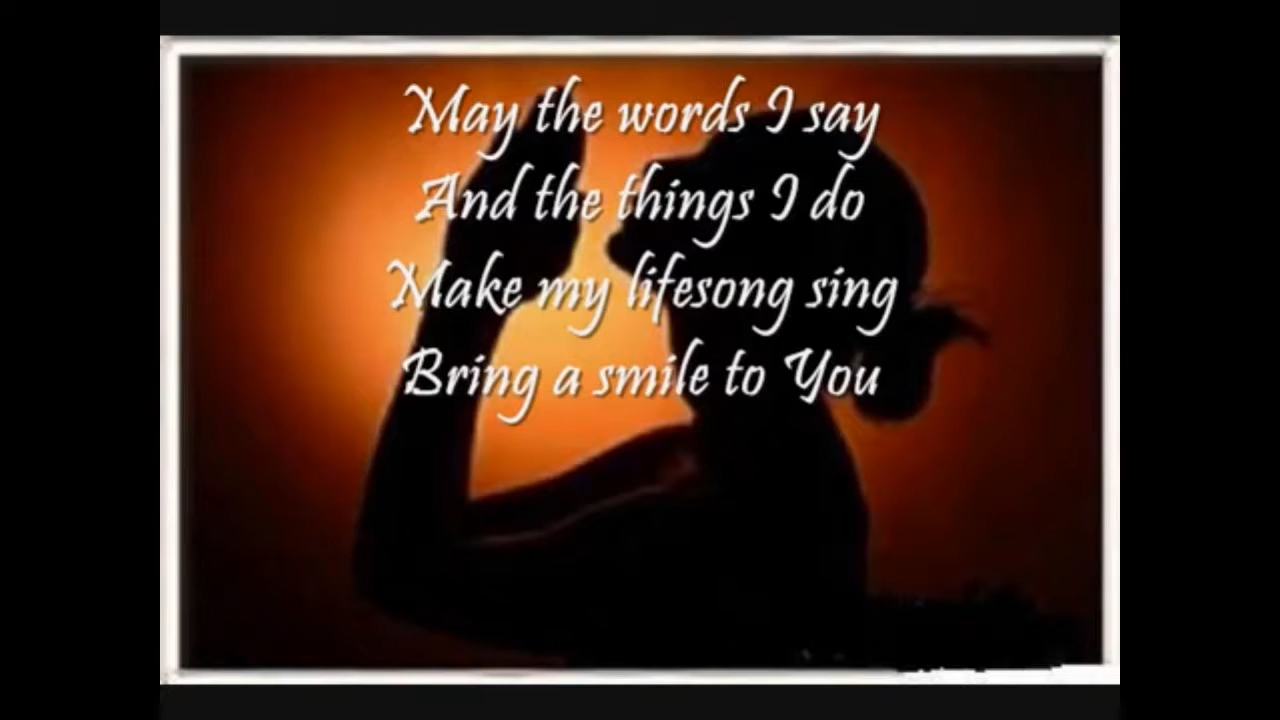 May the words I say
And the things I do
Make my lifesong sing
Bring a smile to You